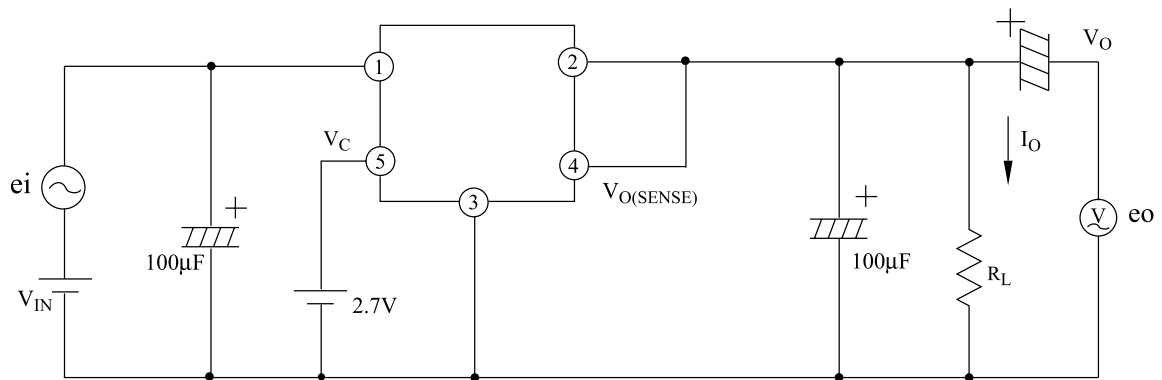 +
V_O
1
2
V_C
5
4
I_O
ei
3
V_O(SENSE)
V
eo
+
+
100μF
100μF
R_L
V_IN
2.7V